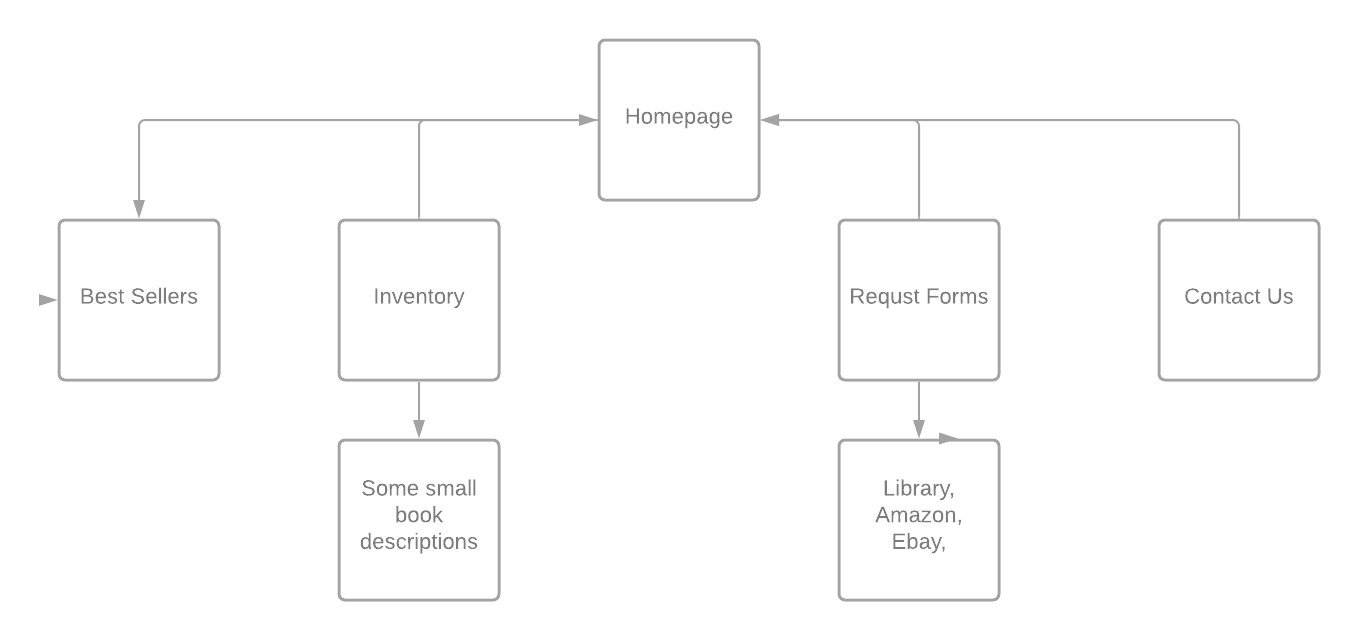 Homepage
Best Sellers
Inventory
Requst Forms
Contact Us
Some small
book
descriptions
Library,
Amazon,
Ebay,